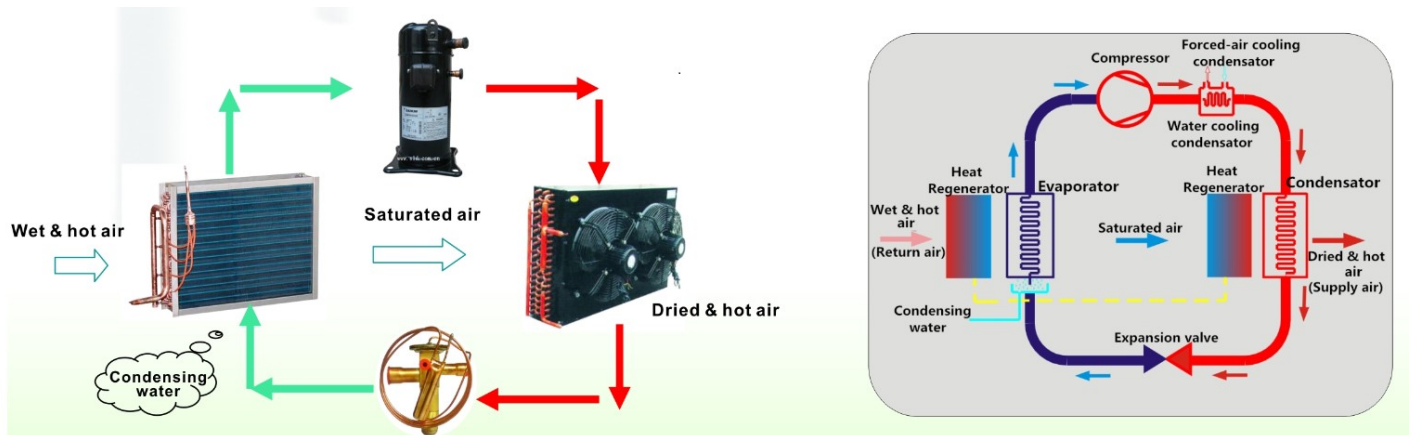 Wet & hot air
Saturated air
Dried & hot air
Condensing
water
Compressor
Forced-air cooling
condensator
Water cooling
condensator
Heat
Regenerator
Evaporator
Heat
Regenerator
Condensator
Wet & hot
air
(Return air)
Saturated air
Dried & hot
air
(Supply air)
Condensing
water
Expansion valve